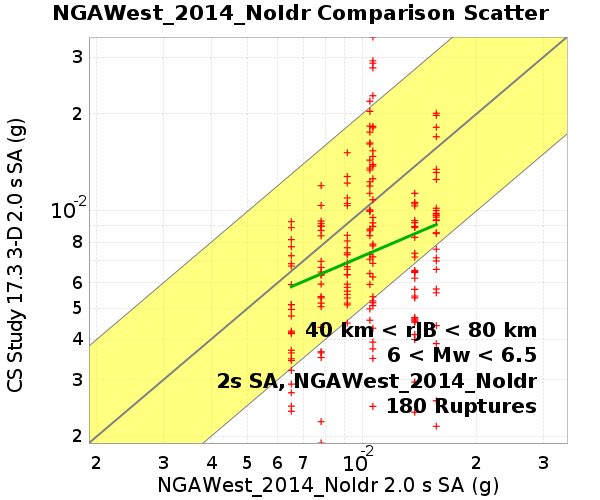 NGAWest_2014_NoIdr Comparison Scatter
CS Study 17.3 3-D 2.0 s SA (g)
3
2
10-2
8
6
5
4
3
2
40 km < rJB < 80 km
6 < Mw < 6.5
2s SA, NGAWest_2014_NoIdr
180 Ruptures
2 3 4 5 6 7 10-2 2 3
NGAWest_2014_NoIdr 2.0 s SA (g)